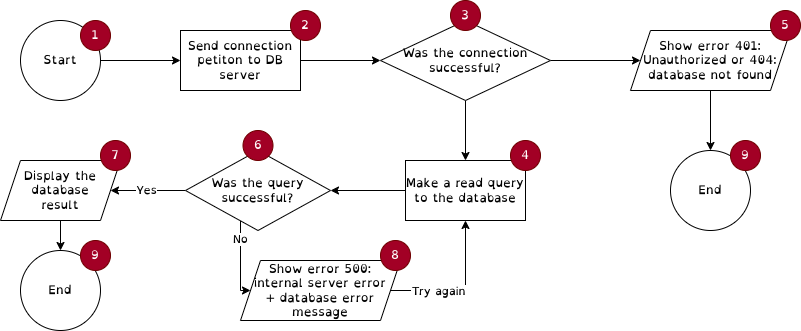 1
Start
2
Send connection
petiton to DB
server
3
Was the connection
successful?
5
Show error 401:
Unauthorized or 404:
database not found
9
End
4
Make a read query
to the database
6
Was the query
successful?
Yes
No
7
Display the
database
result
9
End
8
Show error 500:
internal server error
+ database error
message
Try again